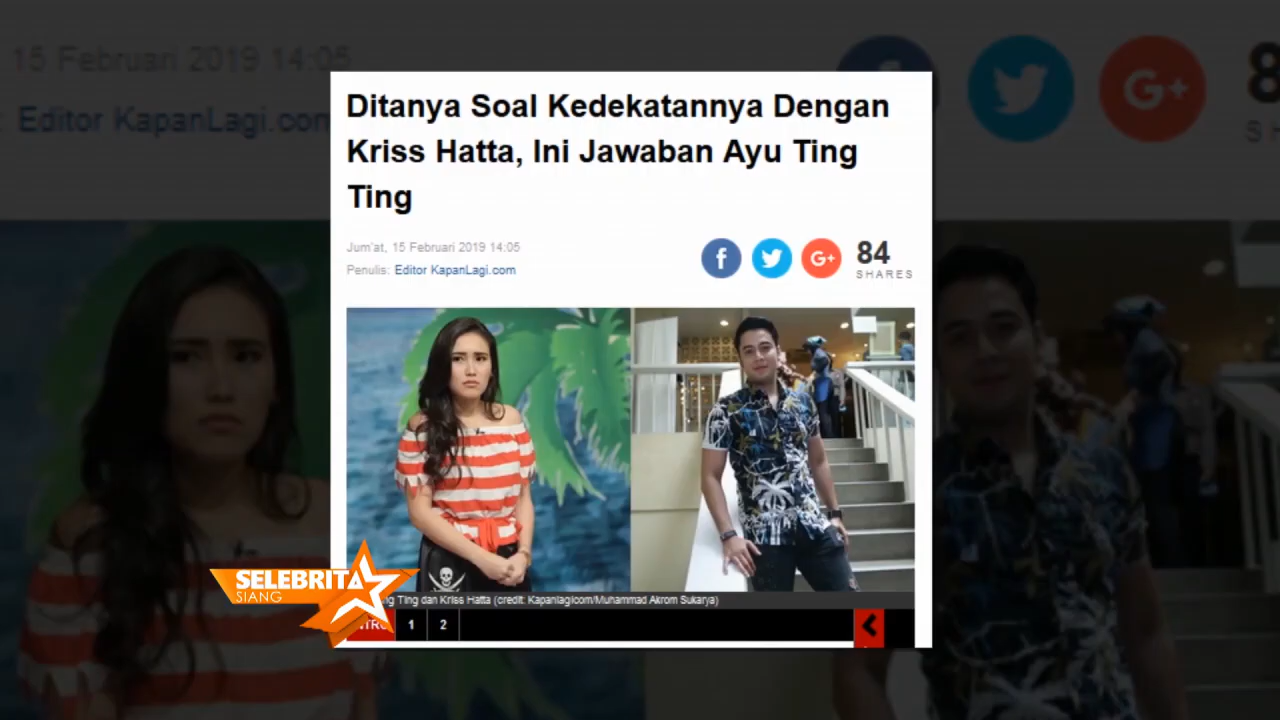 15 Februari 2019 14:05
Editor KapanLagi.com
Ditanya Soal Kedekatannya Dengan
Kriss Hatta, Ini Jawaban Ayu Ting
Ting
Jum'at, 15 Februari 2019 14:05
Penulis: Editor KapanLagi.com
f
G+
84
SHARES
SELEBRITA
SIANG
Ting dan Kriss Hatta (credit: Kapanlagi.com/Muhammad Akrom Sukarya)
1 2